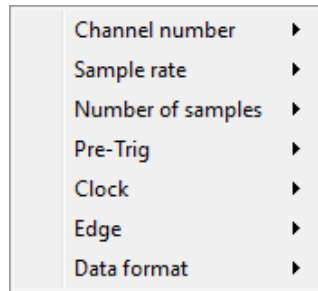 Channel number
Sample rate
Number of samples
Pre-Trig
Clock
Edge
Data format